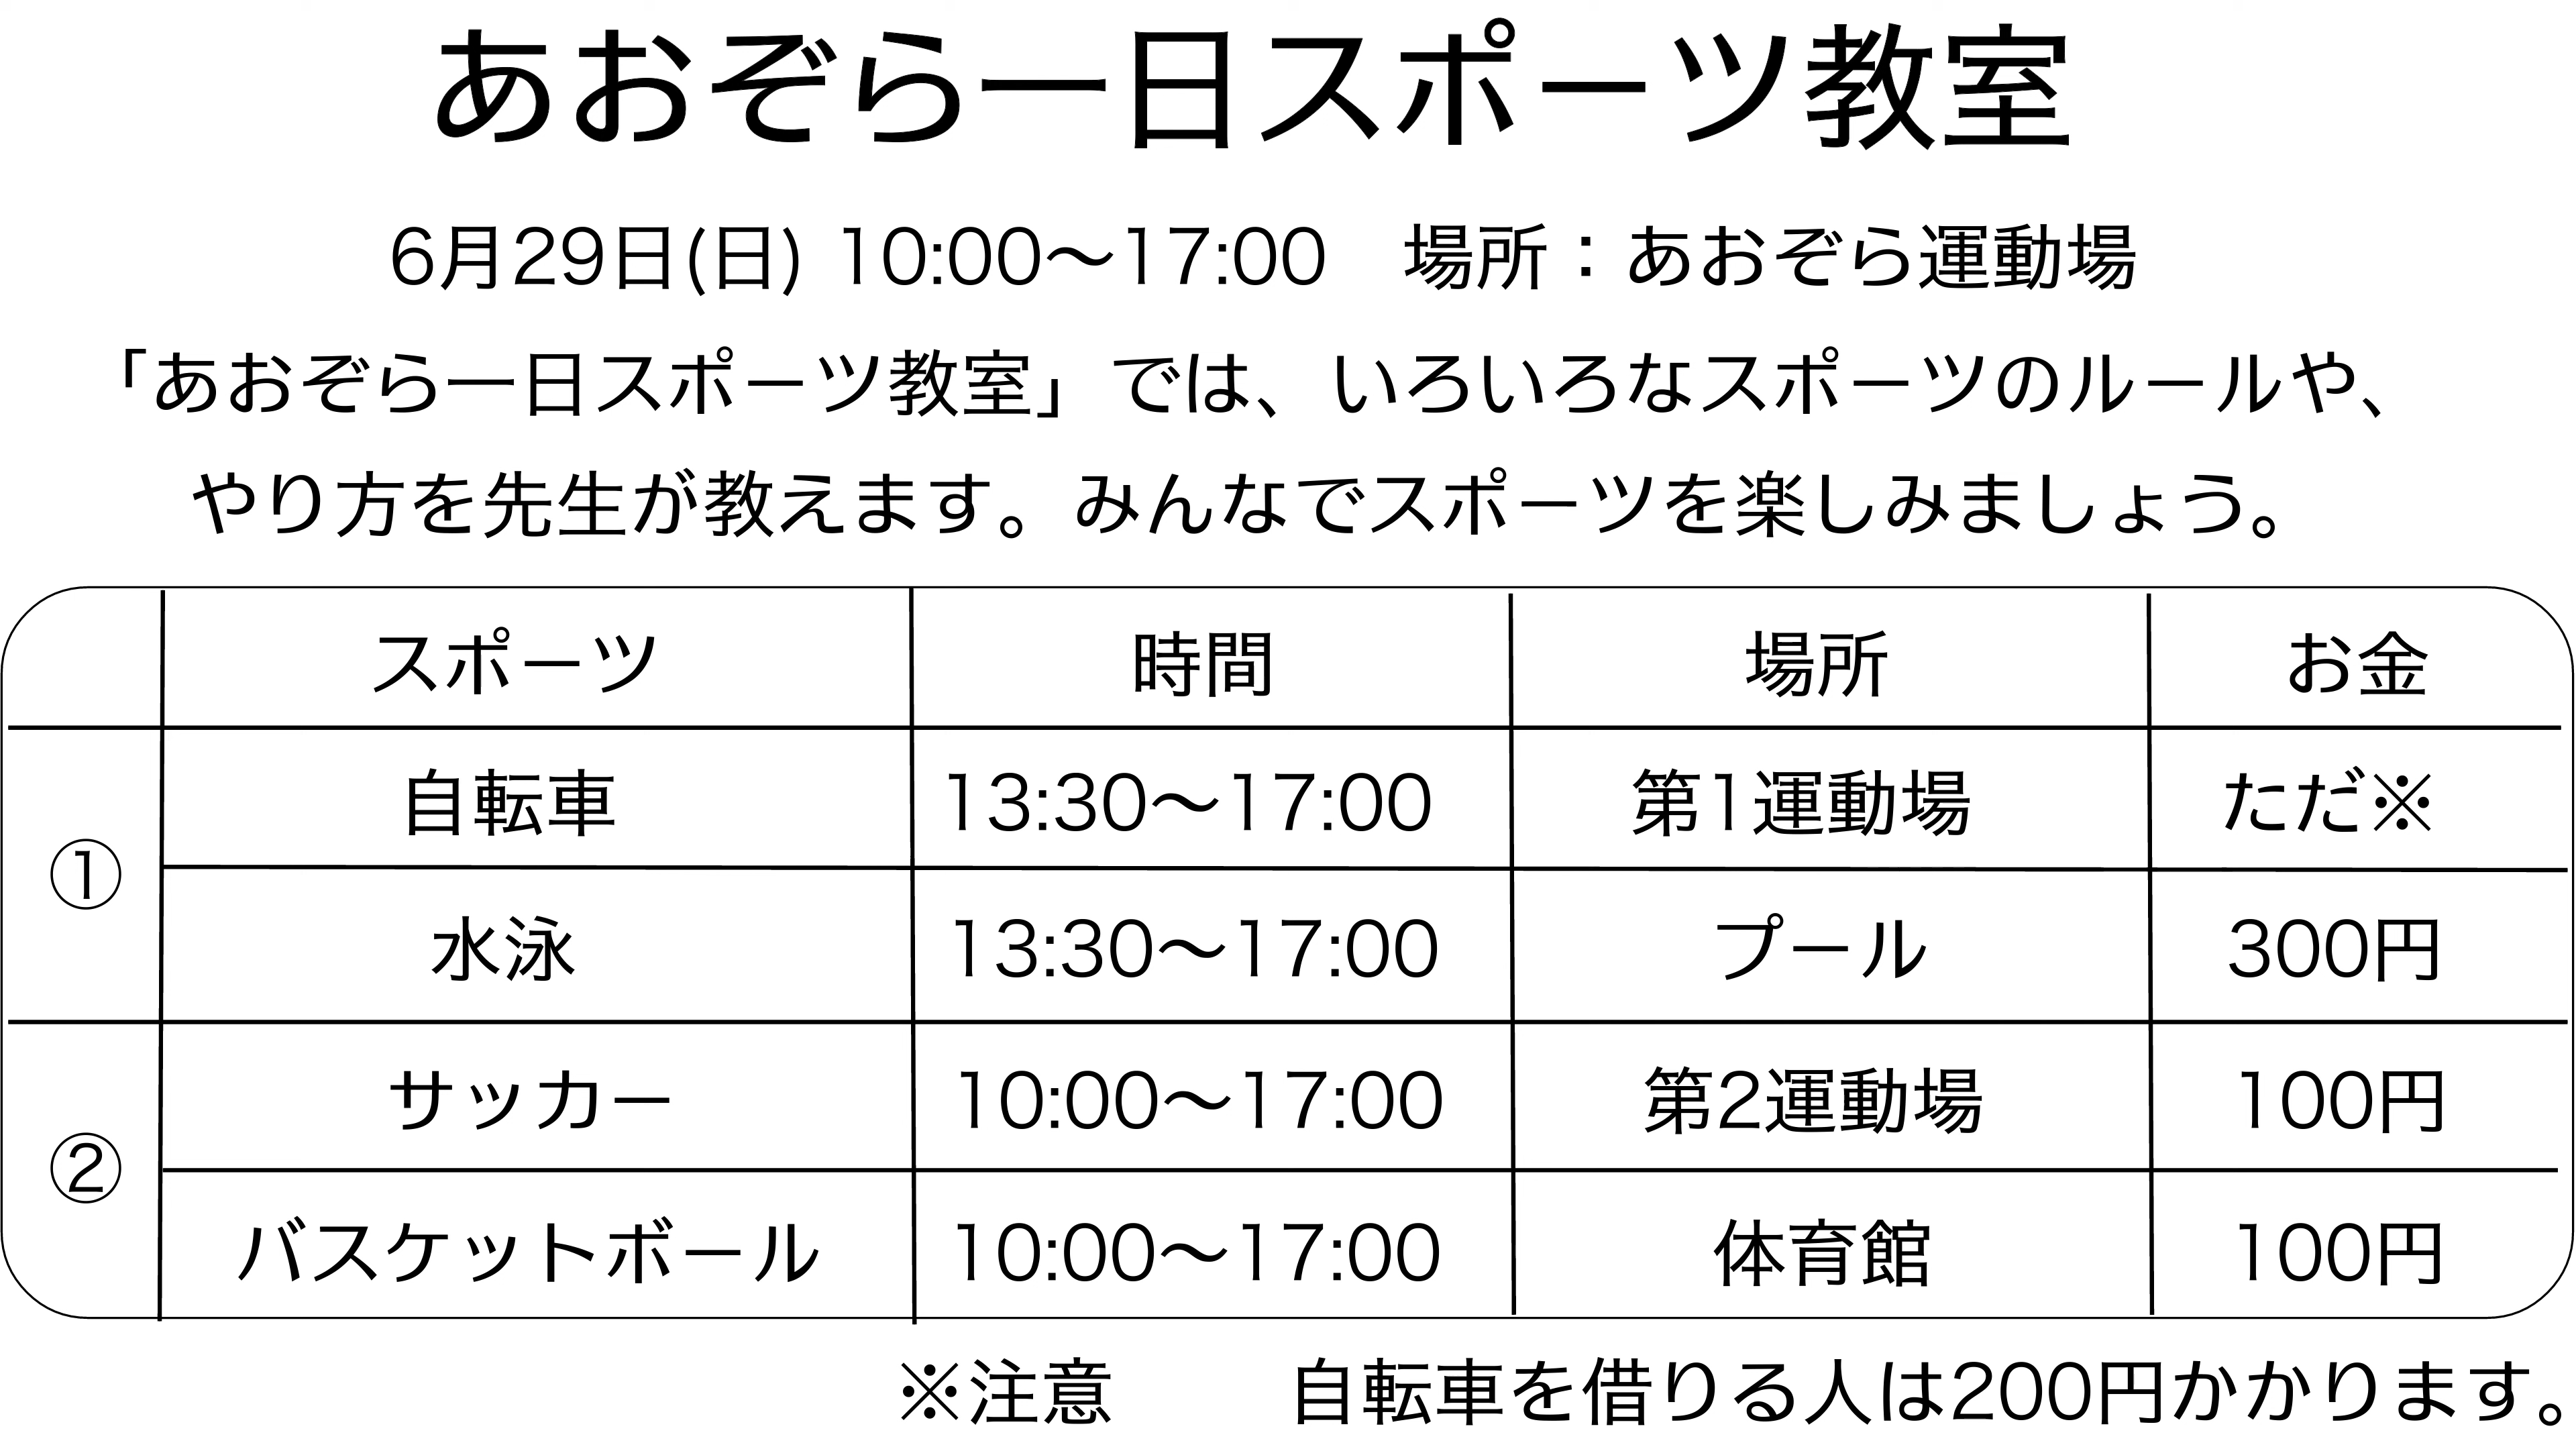 あおぞら一日スポーツ教室
6月29日(日) 10:00～17:00　場所：あおぞら運動場
「あおぞら一日スポーツ教室」では、いろいろなスポーツのルールや、
やり方を先生が教えます。みんなでスポーツを楽しみましょう。
スポーツ 時間 場所 お金
① 自転車 13:30～17:00 第1運動場 ただ※
水泳 13:30～17:00 プール 300円
② サッカー 10:00～17:00 第2運動場 100円
バスケットボール 10:00～17:00 体育館 100円
※注意　自転車を借りる人は200円かかります。